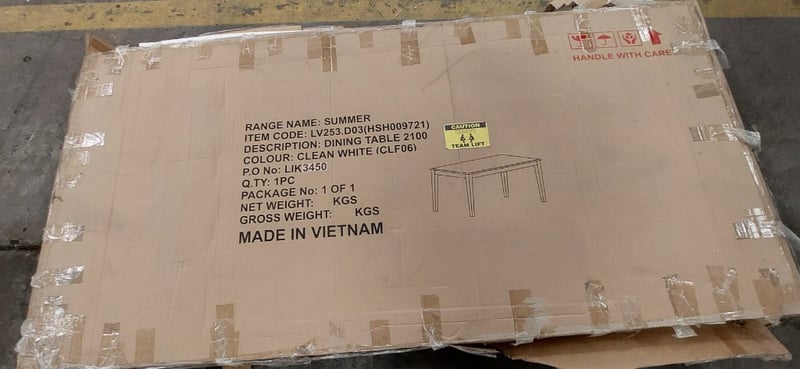 HANDLE WITH CARE
RANGE NAME: SUMMER
ITEM CODE: LV253.D03(HSH009721)
DESCRIPTION: DINING TABLE 2100
COLOUR: CLEAN WHITE (CLF06)
P.O No: LIK3450
Q.TY: 1PC
PACKAGE No: 1 OF 1
NET WEIGHT: KGS
GROSS WEIGHT: KGS
MADE IN VIETNAM
CAUTION
TEAM LIFT